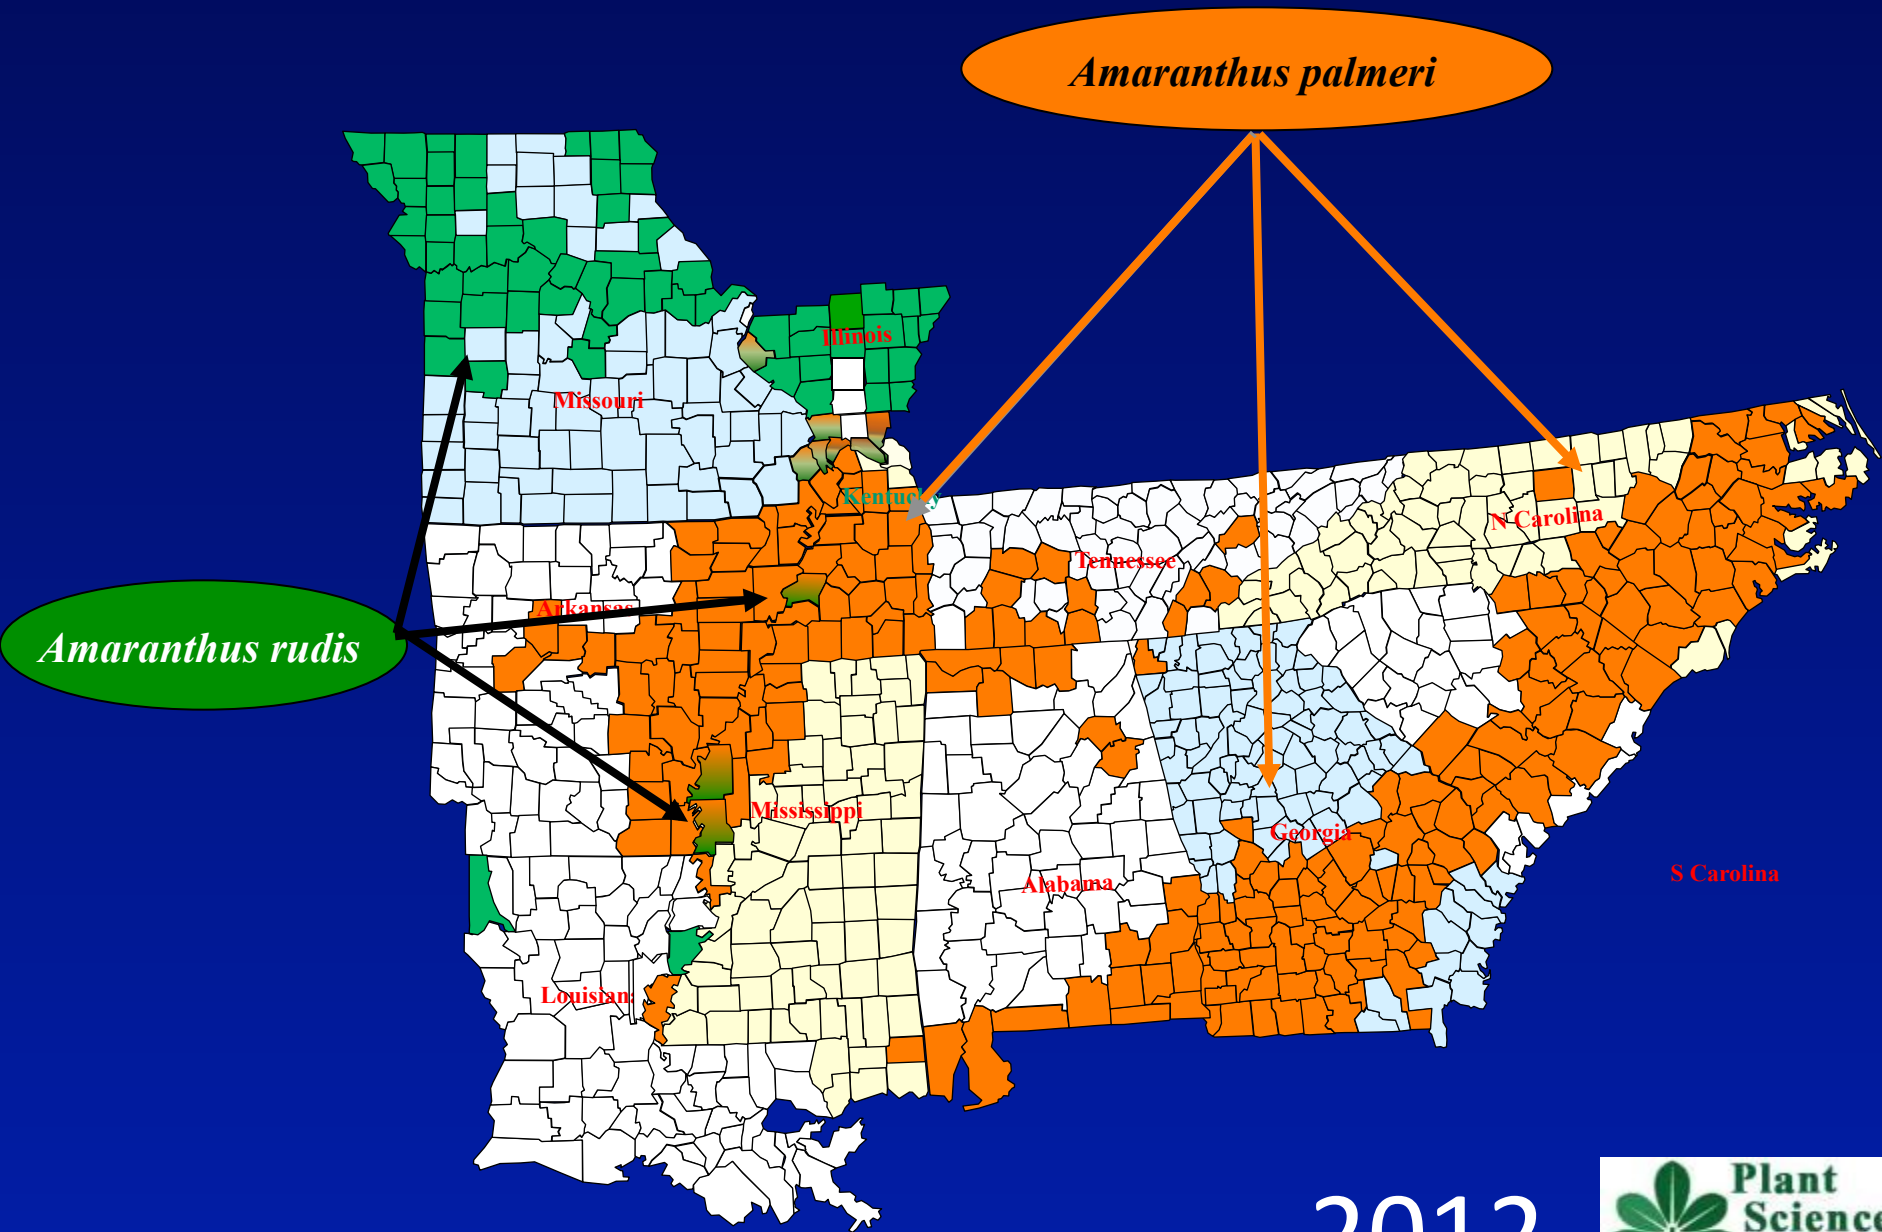 Amaranthus palmeri
Illinois
Missouri
Kentucky
N Carolina
Tennessee
Arkansas
Amaranthus rudis
Mississippi
Georgia
S Carolina
Alabama
Louisiana
2012
Plant
Science